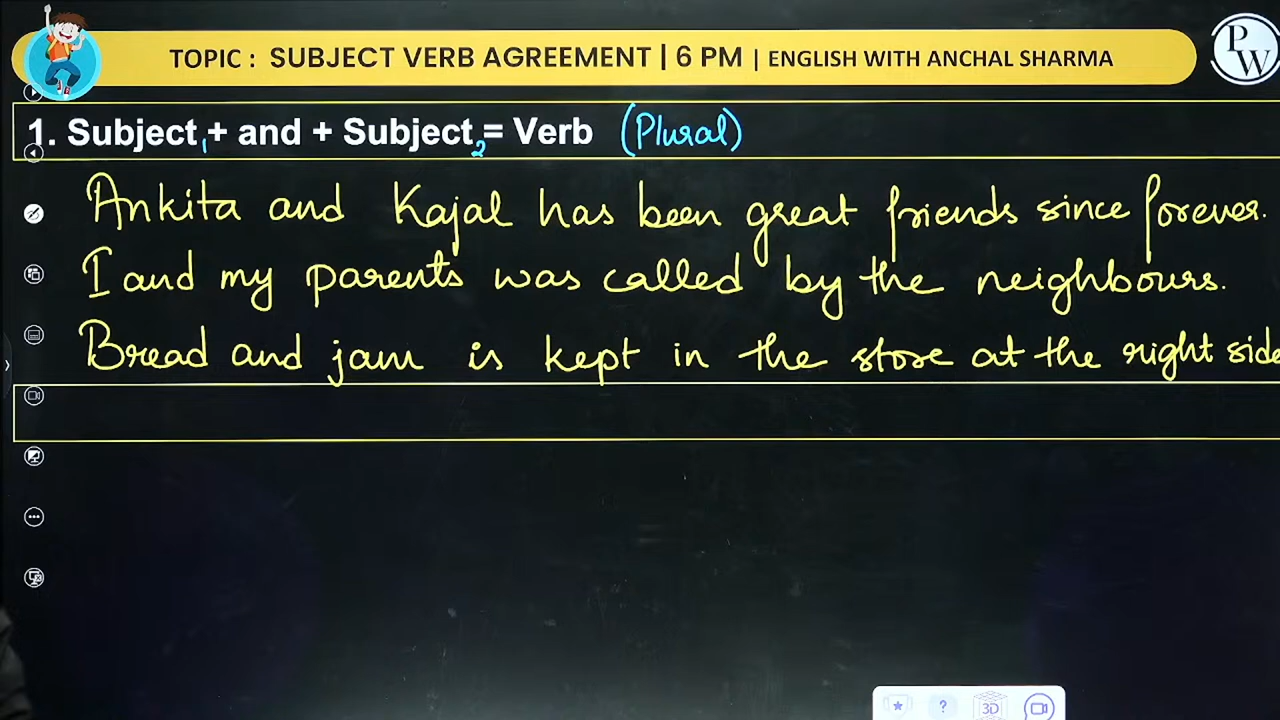 TOPIC : SUBJECT VERB AGREEMENT | 6 PM | ENGLISH WITH ANCHAL SHARMA
PW
1. Subject1 + and + Subject2 = Verb (Plural)
Ankita and Kajal has been great friends since forever.
I and my parents was called by the neighbours.
Bread and jam is kept in the store at the right side
3D